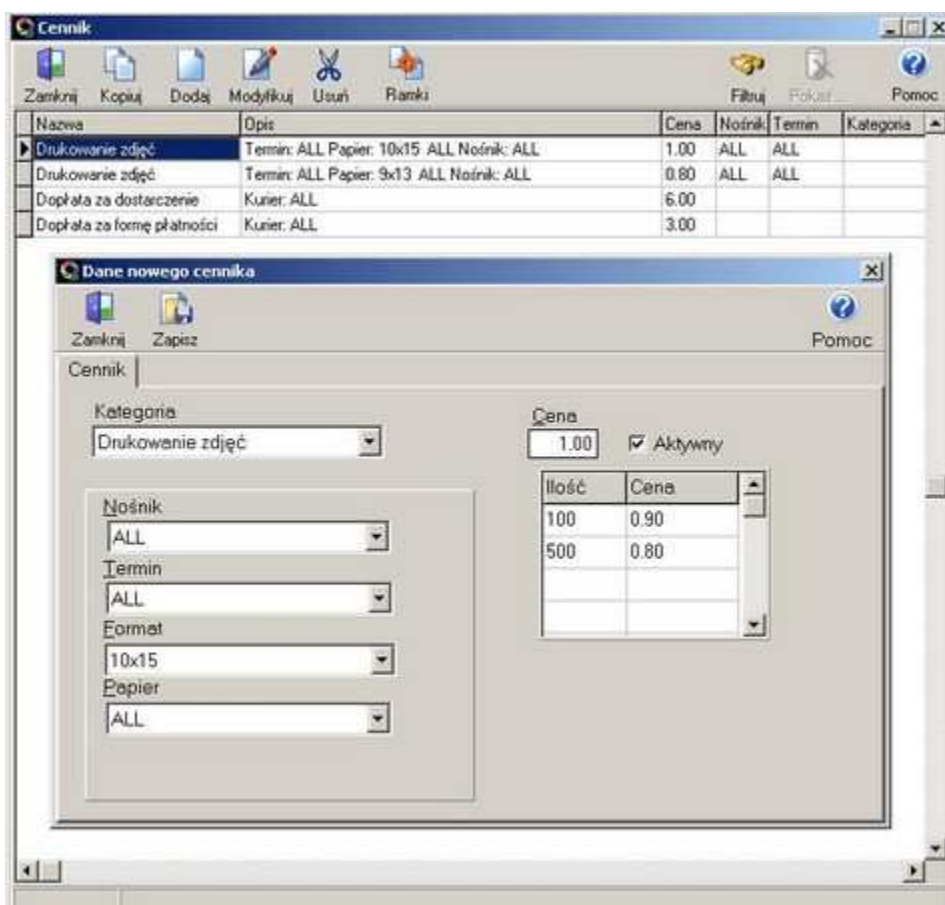 Cennik
Zamknij Kopiuj Dodaj Modyfikuj Usuń Ramki Filtruj Pokaż ... Pomoc
Nazwa Opis Cena Nośnik Termin Kategoria
Drukowanie zdjęć Termin: ALL Papier: 10x15 ALL Nośnik: ALL 1.00 ALL ALL
Drukowanie zdjęć Termin: ALL Papier: 9x13 ALL Nośnik: ALL 0.80 ALL ALL
Dopłata za dostarczenie Kurier: ALL 6.00
Dopłata za formę płatności Kurier: ALL 3.00
Dane nowego cennika
Zamknij Zapisz Pomoc
Cennik
Kategoria Cena
Drukowanie zdjęć 1.00 Aktywny
Ilość Cena
Nośnik
100 0.90
ALL
500 0.80
Termin
ALL
Format
10x15
Papier
ALL